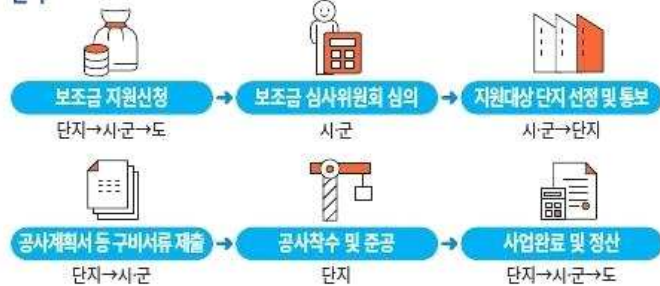 보조금 지원신청 → 보조금 심사위원회 심의 → 지원대상 단지 선정 및 통보
단지→시·군→도 시·군 시·군→단지
공사계획서 등 구비서류 제출 → 공사착수 및 준공 → 사업완료 및 정산
단지→시·군 단지 단지→시·군→도